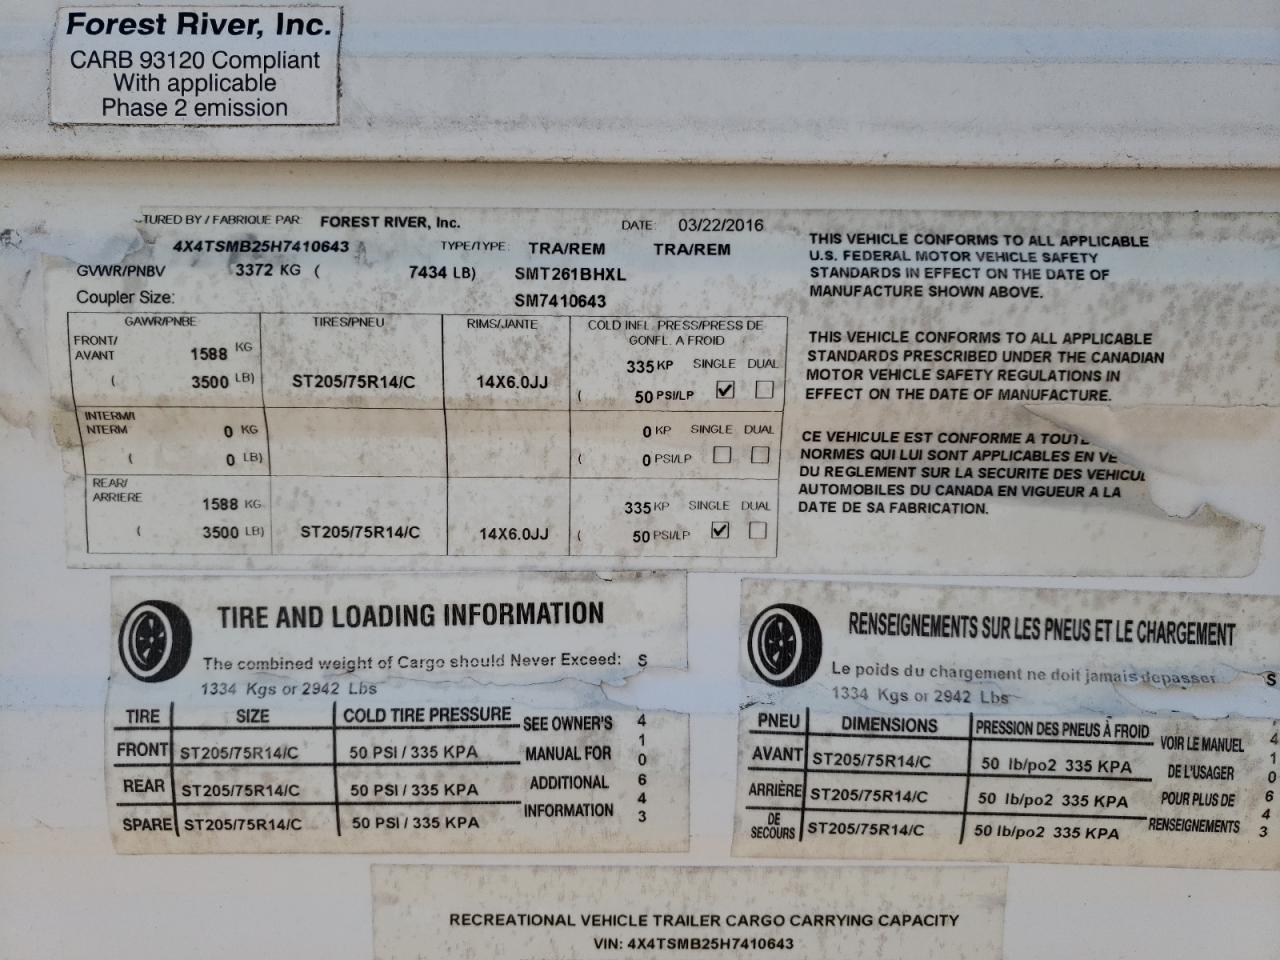 Forest River, Inc.
CARB 93120 Compliant
With applicable
Phase 2 emission
TURED BY / FABRIQUE PAR: FOREST RIVER, Inc. DATE: 03/22/2016
4X4TSMB25H7410643 TYPE/TYPE: TRA/REM TRA/REM
GVWR/PNBV 3372 KG ( 7434 LB) SMT261BHXL
Coupler Size: SM7410643
GAWR/PNBE TIRES/PNEU RIMS/JANTE COLD INFL. PRESS/PRESS DE
GONFL. A FROID
FRONT/
AVANT 1588 KG 335 KP SINGLE DUAL
( 3500 LB) ST205/75R14/C 14X6.0JJ ( 50 PSI/LP
INTERM/I
NTERM 0 KG 0 KP SINGLE DUAL
( 0 LB) ( 0 PSI/LP
REAR/
ARRIERE 1588 KG 335 KP SINGLE DUAL
( 3500 LB) ST205/75R14/C 14X6.0JJ ( 50 PSI/LP
THIS VEHICLE CONFORMS TO ALL APPLICABLE
U.S. FEDERAL MOTOR VEHICLE SAFETY
STANDARDS IN EFFECT ON THE DATE OF
MANUFACTURE SHOWN ABOVE.
THIS VEHICLE CONFORMS TO ALL APPLICABLE
STANDARDS PRESCRIBED UNDER THE CANADIAN
MOTOR VEHICLE SAFETY REGULATIONS IN
EFFECT ON THE DATE OF MANUFACTURE.
CE VEHICULE EST CONFORME A TOUTE
NORMES QUI LUI SONT APPLICABLES EN VE
DU REGLEMENT SUR LA SECURITE DES VEHICUL
AUTOMOBILES DU CANADA EN VIGUEUR A LA
DATE DE SA FABRICATION.
TIRE AND LOADING INFORMATION
The combined weight of Cargo should Never Exceed: S
1334 Kgs or 2942 Lbs
TIRE SIZE COLD TIRE PRESSURE SEE OWNER'S 4
FRONT ST205/75R14/C 50 PSI / 335 KPA MANUAL FOR 1 0
REAR ST205/75R14/C 50 PSI / 335 KPA ADDITIONAL 6
SPARE ST205/75R14/C 50 PSI / 335 KPA INFORMATION 4 3
RENSEIGNEMENTS SUR LES PNEUS ET LE CHARGEMENT
Le poids du chargement ne doit jamais depasser S
1334 Kgs or 2942 Lbs
PNEU DIMENSIONS PRESSION DES PNEUS À FROID VOIR LE MANUEL 4
AVANT ST205/75R14/C 50 lb/po2 335 KPA DE L'USAGER 1 0
ARRIÈRE ST205/75R14/C 50 lb/po2 335 KPA POUR PLUS DE 6
DE
SECOURS ST205/75R14/C 50 lb/po2 335 KPA RENSEIGNEMENTS 4 3
RECREATIONAL VEHICLE TRAILER CARGO CARRYING CAPACITY
VIN: 4X4TSMB25H7410643